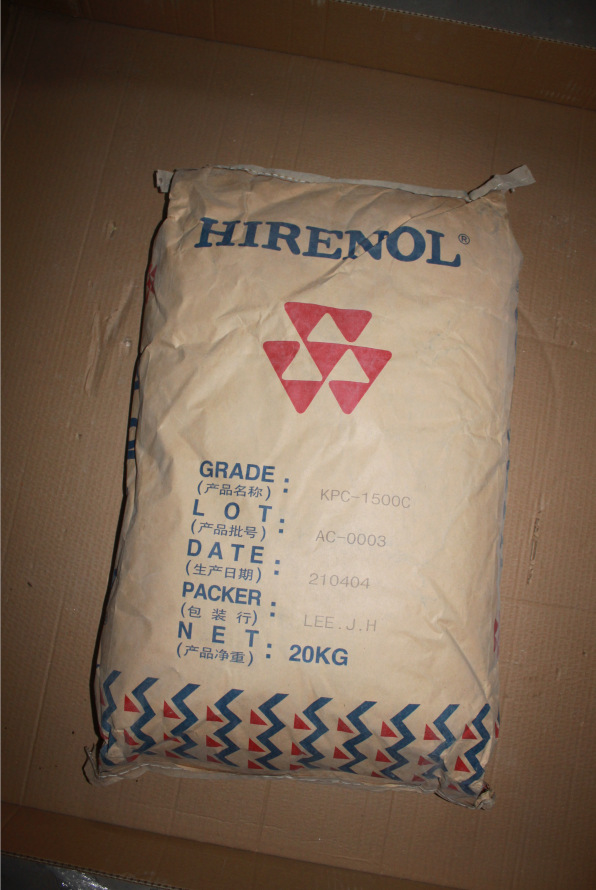 HIRENOL®
GRADE : KPC-1500C
(产品名称)
LOT : AC-0003
(产品批号)
DATE : 210404
(生产日期)
PACKER : LEE.J.H
(包装行)
NET : 20KG
(产品净重)